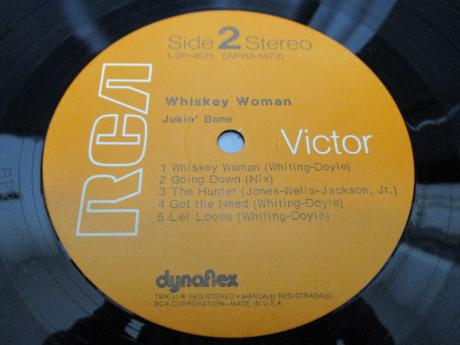 Side 2 Stereo
LSP-4621 (APRS-5972)
Whiskey Woman
Jukin' Bone
RCA
Victor
1 Whiskey Woman (Whiting-Doyle)
2 Going Down (Nix)
3 The Hunter (Jones-Wells-Jackson, Jr.)
4 Got the Need (Whiting-Doyle)
5 Let Loose (Whiting-Doyle)
dynaflex
TMK(s) ® REGISTERED • MARCA(s) REGISTRADA(s)
RCA CORPORATION—MADE IN U.S.A.